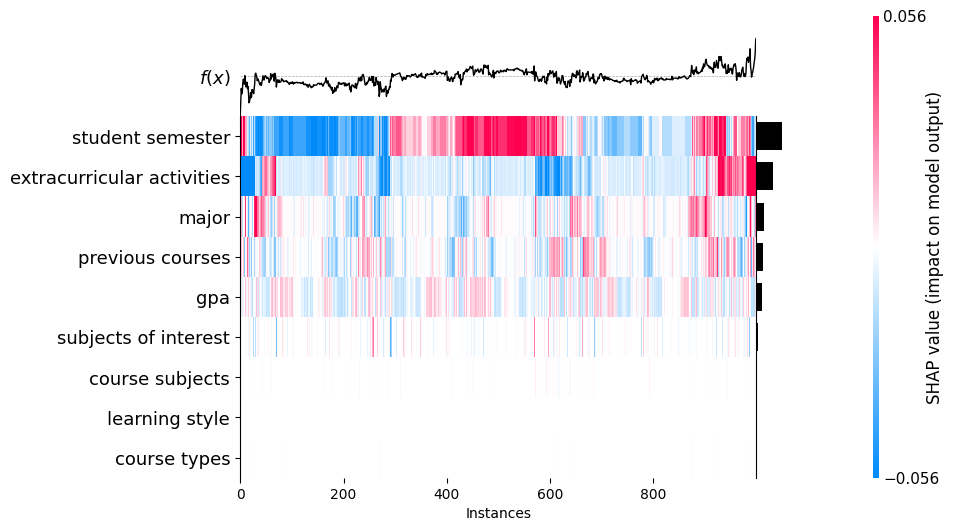 0.056
f(x)
student semester
extracurricular activities
major
previous courses
gpa
subjects of interest
course subjects
learning style
course types
0 200 400 600 800
Instances
SHAP value (impact on model output)
−0.056